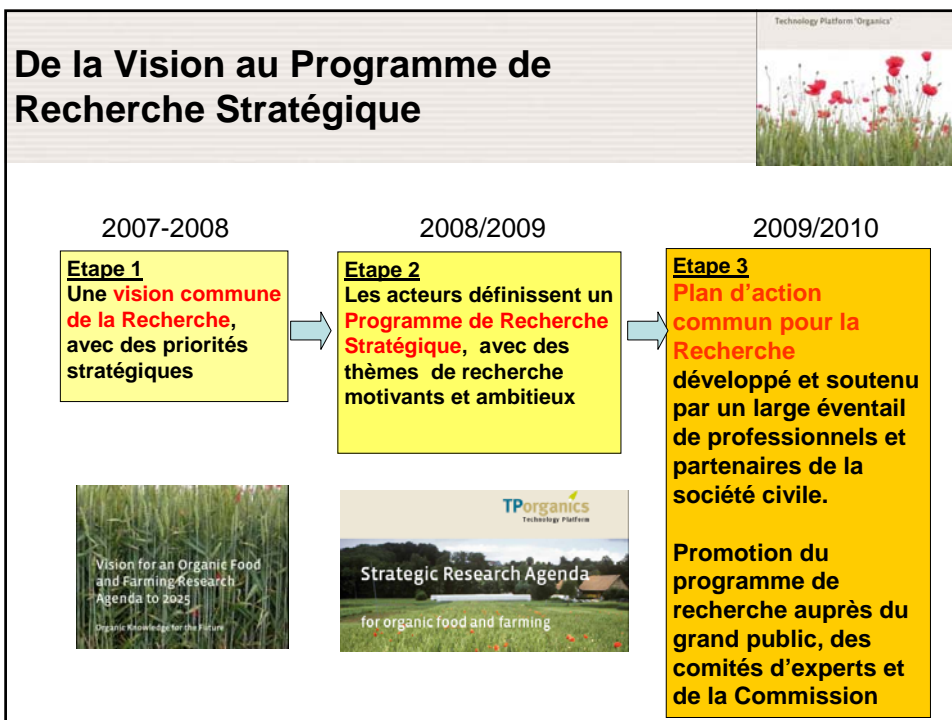 Technology Platform 'Organics'
De la Vision au Programme de
Recherche Stratégique
2007-2008
Etape 1
Une vision commune
de la Recherche,
avec des priorités
stratégiques
2008/2009
Etape 2
Les acteurs définissent un
Programme de Recherche
Stratégique, avec des
thèmes de recherche
motivants et ambitieux
2009/2010
Etape 3
Plan d'action
commun pour la
Recherche
développé et soutenu
par un large éventail
de professionnels et
partenaires de la
société civile.
Promotion du
programme de
recherche auprès du
grand public, des
comités d'experts et
de la Commission
Vision for an Organic Food
and Farming Research
Agenda to 2025
Organic Knowledge for the Future
TPorganics
Technology Platform
Strategic Research Agenda
for organic food and farming